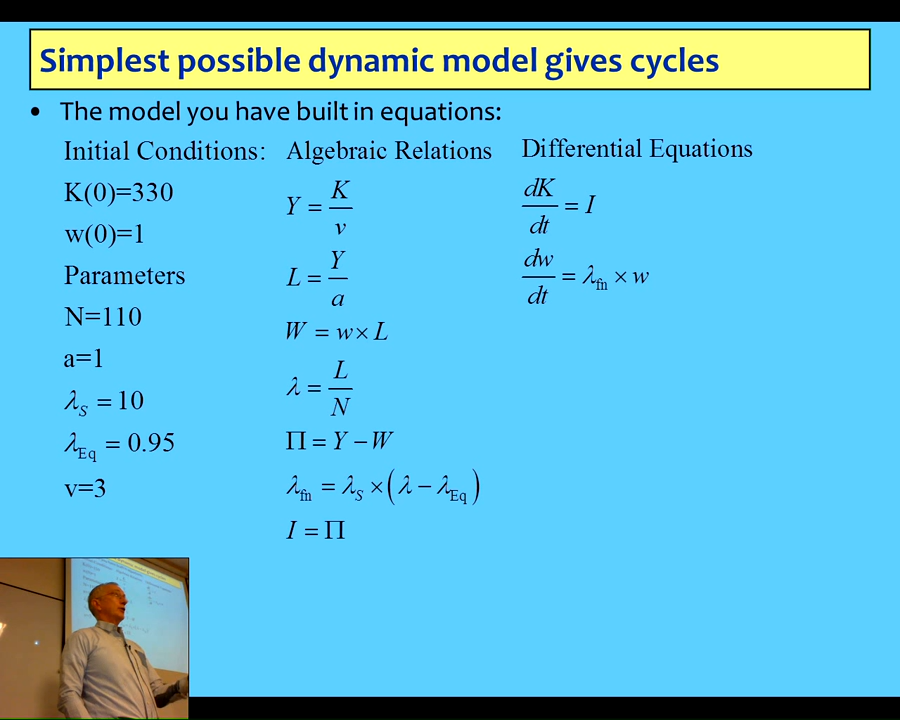 Simplest possible dynamic model gives cycles
• The model you have built in equations:
Initial Conditions:
K(0)=330
w(0)=1
Parameters
N=110
a=1
λ_S = 10
λ_Eq = 0.95
v=3
Algebraic Relations
Y = K/v
L = Y/a
W = w × L
λ = L/N
Π = Y − W
λ_fn = λ_S × (λ − λ_Eq)
I = Π
Differential Equations
dK/dt = I
dw/dt = λ_fn × w